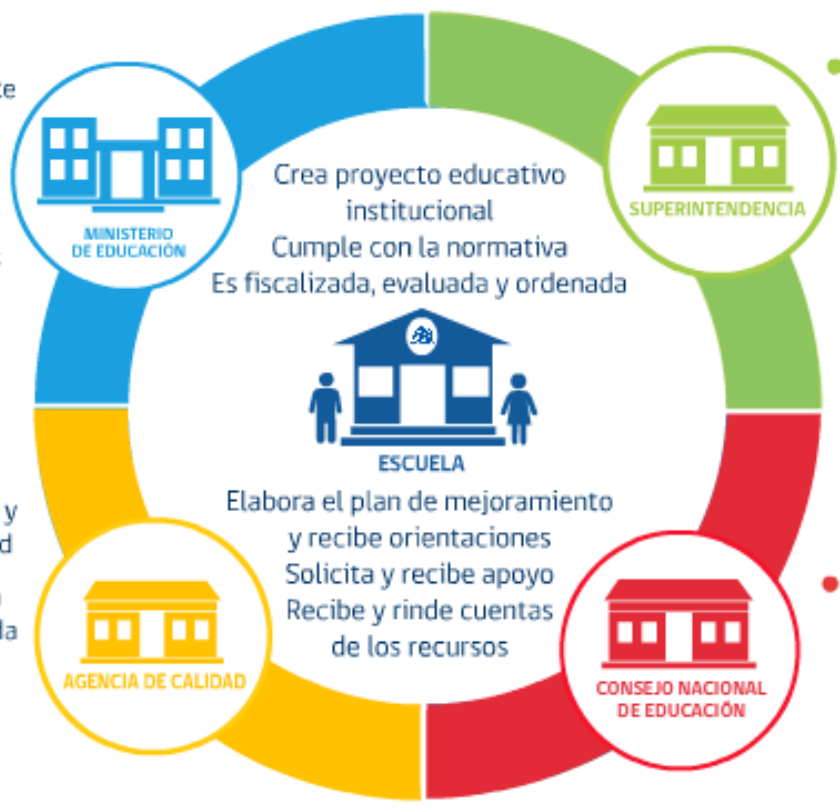 MINISTERIO
DE EDUCACIÓN
SUPERINTENDENCIA
Crea proyecto educativo
institucional
Cumple con la normativa
Es fiscalizada, evaluada y ordenada
ESCUELA
Elabora el plan de mejoramiento
y recibe orientaciones
Solicita y recibe apoyo
Recibe y rinde cuentas
de los recursos
y
AGENCIA DE CALIDAD
CONSEJO NACIONAL
DE EDUCACIÓN